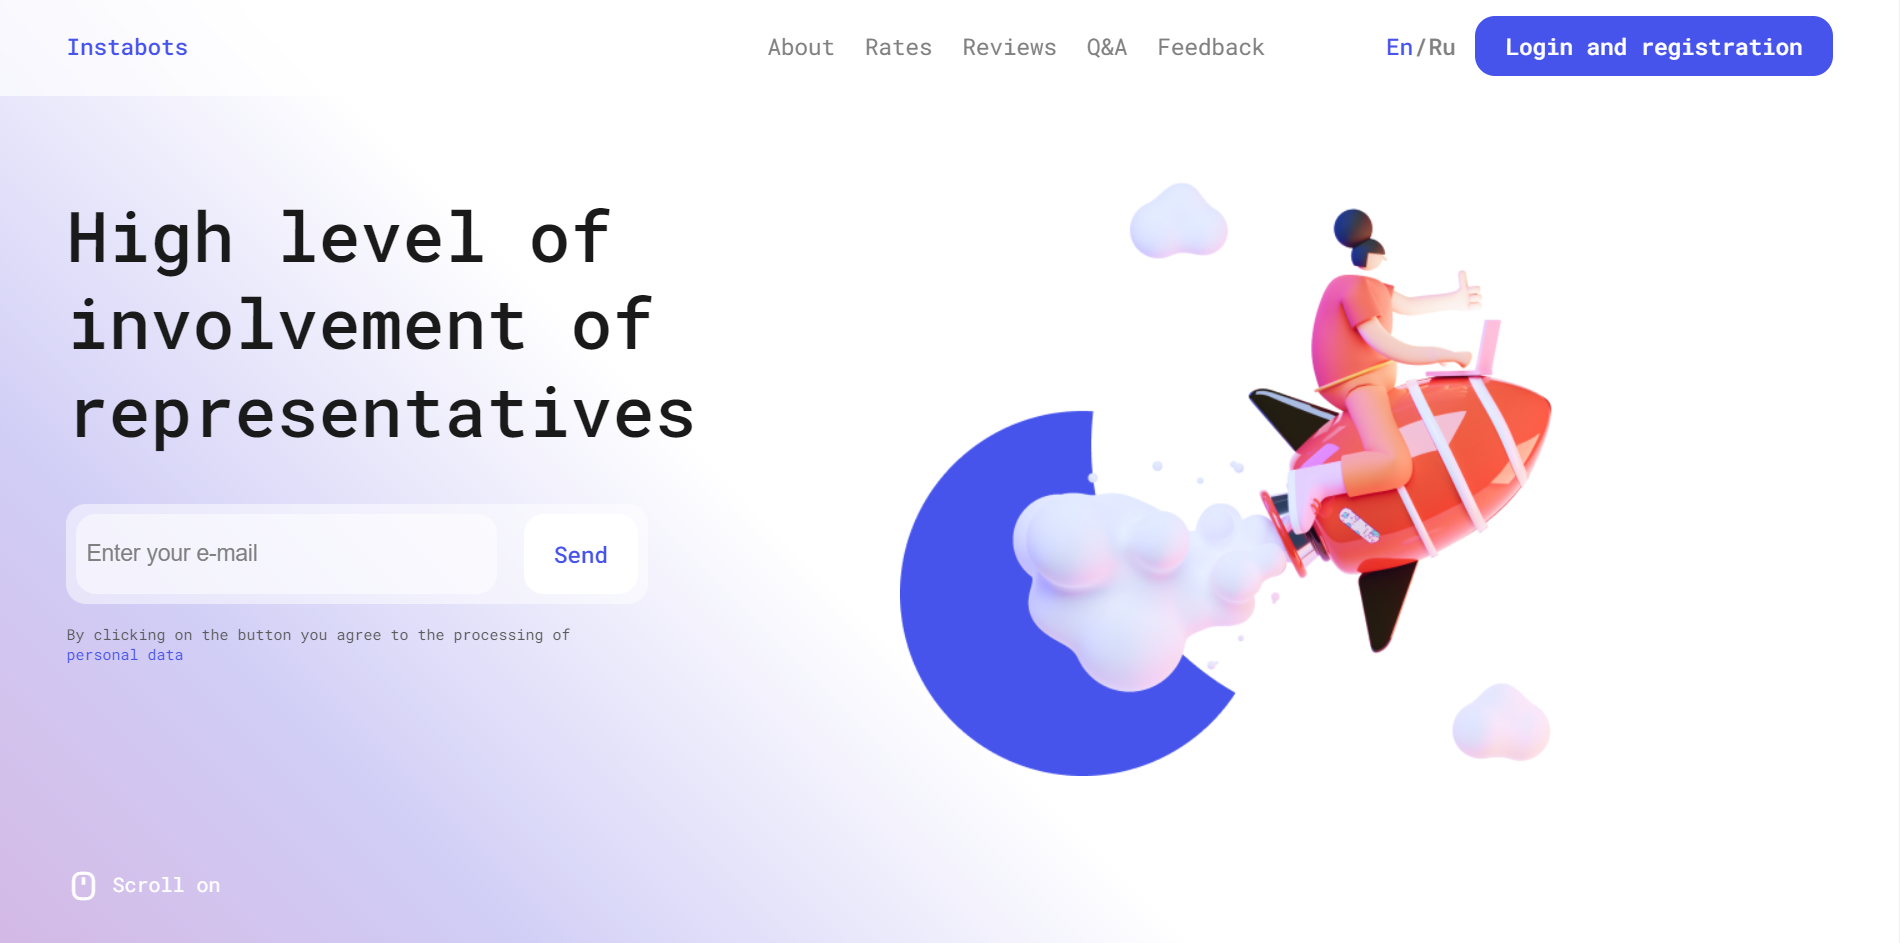 Instabots
About Rates Reviews Q&A Feedback
En/Ru
Login and registration
High level of
involvement of
representatives
Enter your e-mail
Send
By clicking on the button you agree to the processing of
personal data
Scroll on